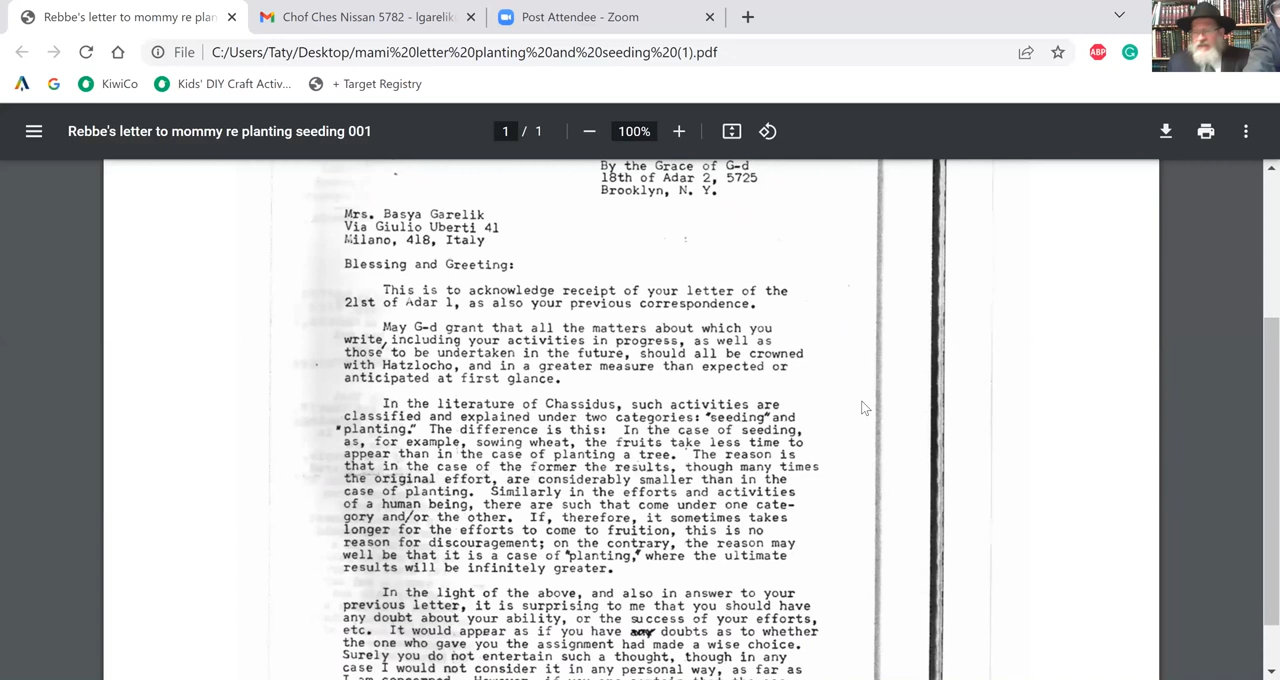 Rebbe's letter to mommy re plan
Chof Ches Nissan 5782 - lgarelik
Post Attendee - Zoom
File C:/Users/Taty/Desktop/mami%20letter%20planting%20and%20seeding%20(1).pdf
ABP
KiwiCo
Kids' DIY Craft Activ...
+ Target Registry
Rebbe's letter to mommy re planting seeding 001
1 / 1
100%
By the Grace of G-d
18th of Adar 2, 5725
Brooklyn, N. Y.
Mrs. Basya Garelik
Via Giulio Uberti 41
Milano, 418, Italy
Blessing and Greeting:
This is to acknowledge receipt of your letter of the
21st of Adar 1, as also your previous correspondence.
May G-d grant that all the matters about which you
write, including your activities in progress, as well as
those to be undertaken in the future, should all be crowned
with Hatzlocho, and in a greater measure than expected or
anticipated at first glance.
In the literature of Chassidus, such activities are
classified and explained under two categories: "seeding" and
"planting." The difference is this: In the case of seeding,
as, for example, sowing wheat, the fruits take less time to
appear than in the case of planting a tree. The reason is
that in the case of the former the results, though many times
the original effort, are considerably smaller than in the
case of planting. Similarly in the efforts and activities
of a human being, there are such that come under one cate-
gory and/or the other. If, therefore, it sometimes takes
longer for the efforts to come to fruition, this is no
reason for discouragement; on the contrary, the reason may
well be that it is a case of "planting," where the ultimate
results will be infinitely greater.
In the light of the above, and also in answer to your
previous letter, it is surprising to me that you should have
any doubt about your ability, or the success of your efforts,
etc. It would appear as if you have doubts as to whether
the one who gave you the assignment had made a wise choice.
Surely you do not entertain such a thought, though in any
case I would not consider it in any personal way, as far as
I am concerned. However, if you are certain that the